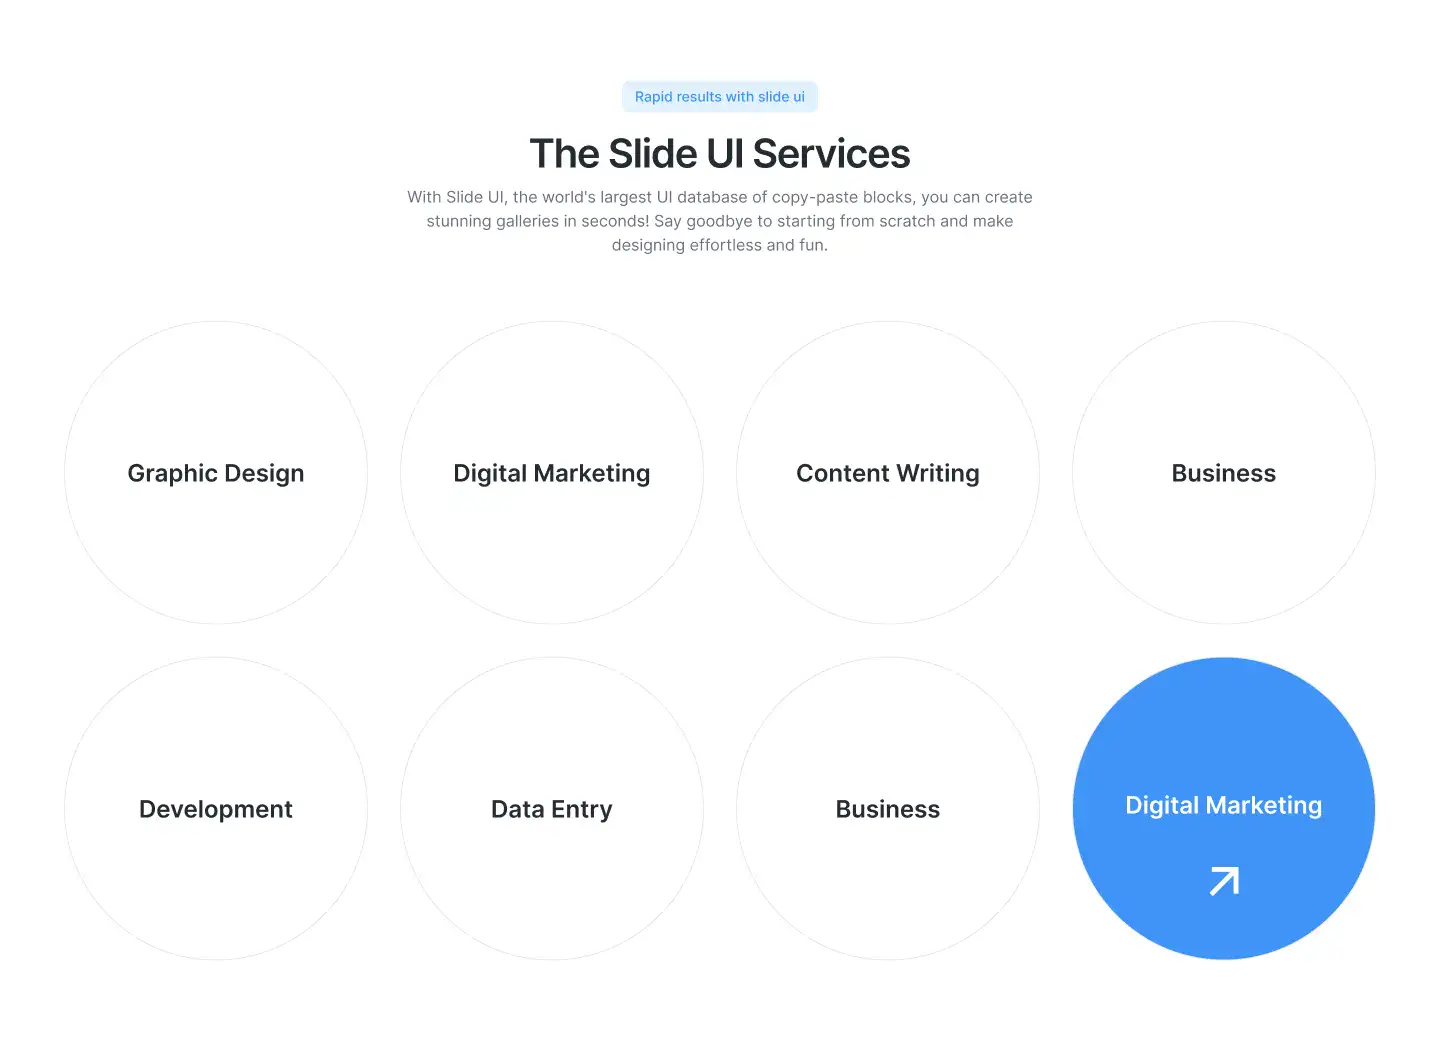 Rapid results with slide ui
The Slide UI Services
With Slide UI, the world's largest UI database of copy-paste blocks, you can create
stunning galleries in seconds! Say goodbye to starting from scratch and make
designing effortless and fun.
Graphic Design
Digital Marketing
Content Writing
Business
Development
Data Entry
Business
Digital Marketing